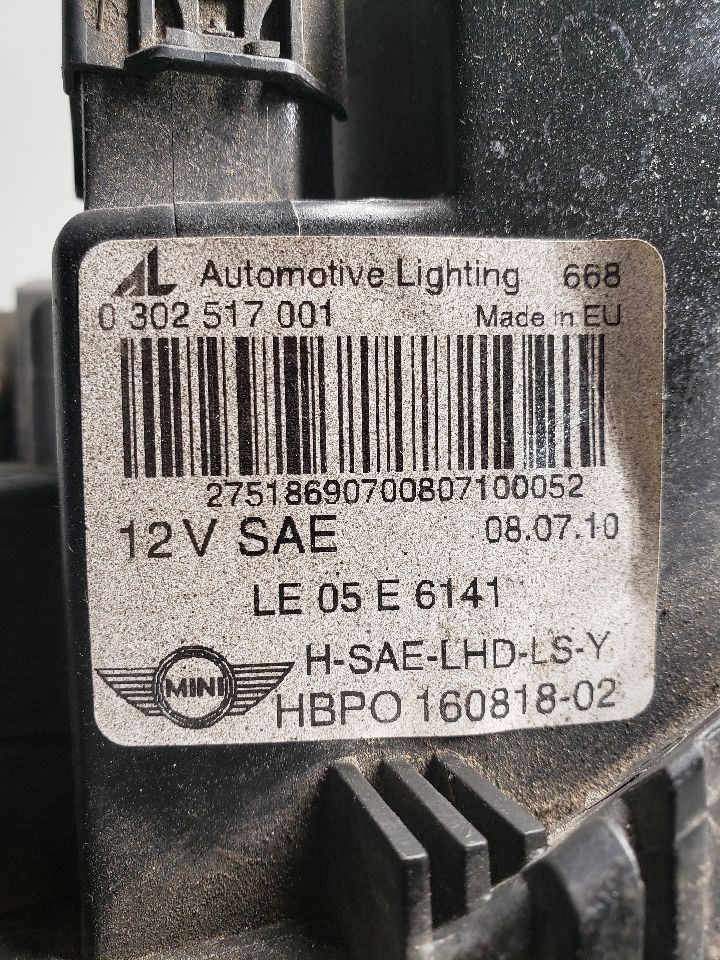 AL Automotive Lighting 668
0 302 517 001 Made in EU
27518690700807100052
12V SAE 08.07.10
LE 05 E 6141
H-SAE-LHD-LS-Y
MINI
HBPO 160818-02